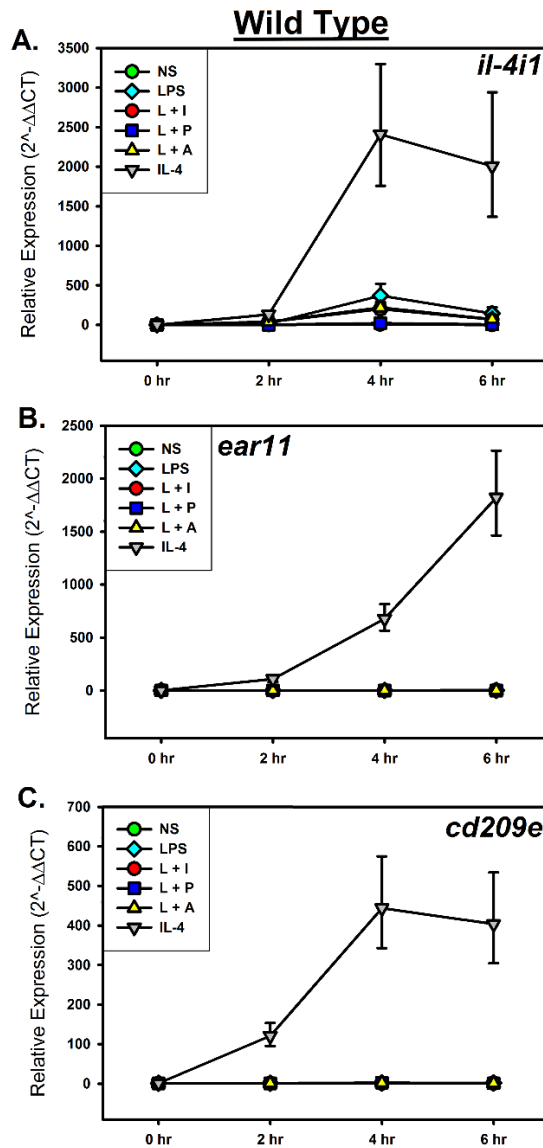 Wild Type
A.
il-4i1
Relative Expression (2^-ΔΔCT)
3500
3000
2500
2000
1500
1000
500
0
NS
LPS
L + I
L + P
L + A
IL-4
0 hr 2 hr 4 hr 6 hr
B.
ear11
Relative Expression (2^-ΔΔCT)
2500
2000
1500
1000
500
0
NS
LPS
L + I
L + P
L + A
IL-4
0 hr 2 hr 4 hr 6 hr
C.
cd209e
Relative Expression (2^-ΔΔCT)
700
600
500
400
300
200
100
0
NS
LPS
L + I
L + P
L + A
IL-4
0 hr 2 hr 4 hr 6 hr